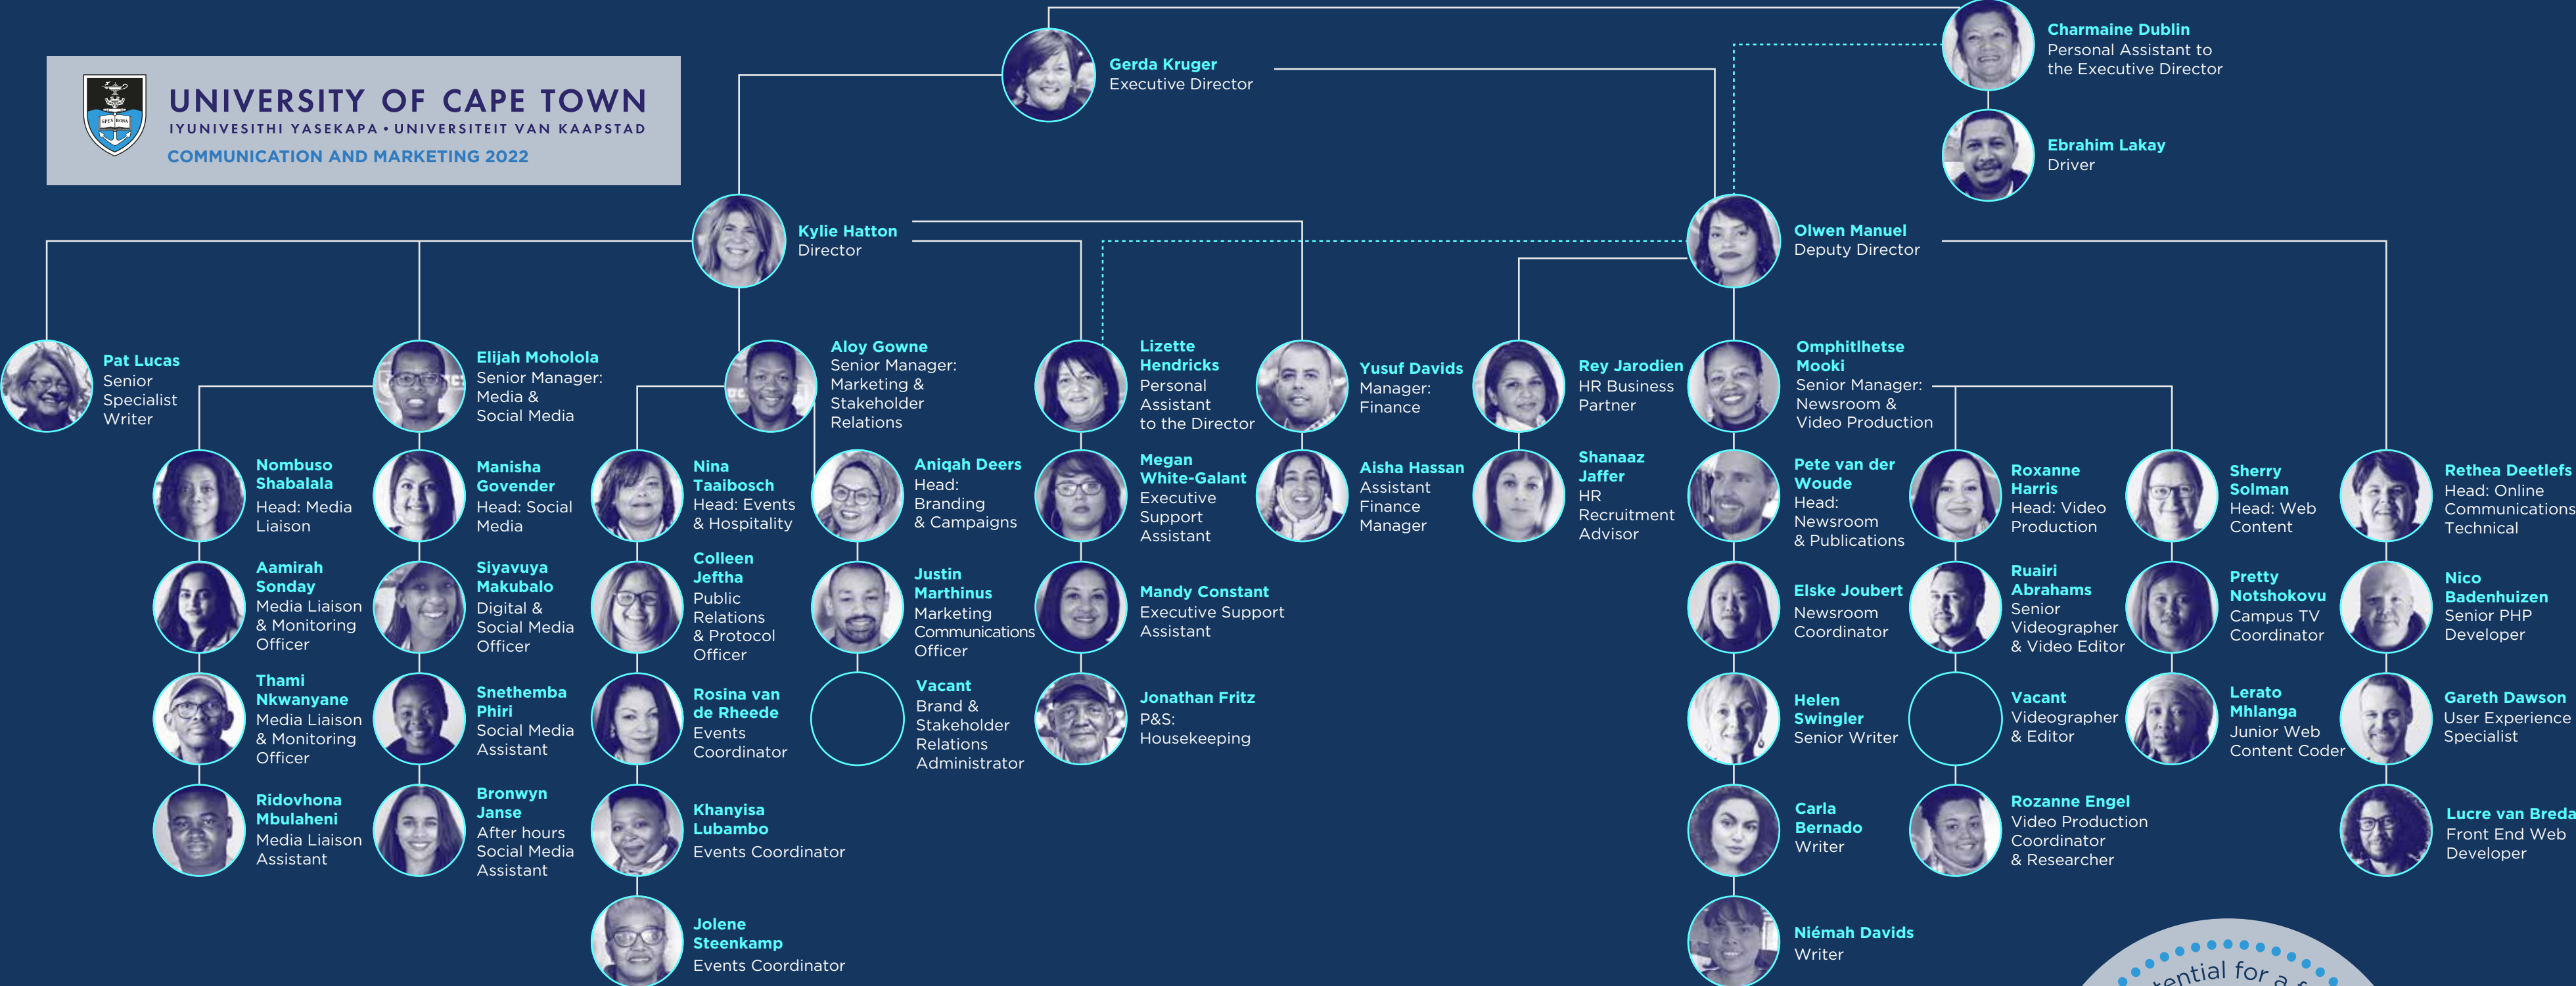 UNIVERSITY OF CAPE TOWN
IYUNIVESITHI YASEKAPA • UNIVERSITEIT VAN KAAPSTAD
COMMUNICATION AND MARKETING 2022
SPES BONA
Gerda Kruger
Executive Director
Charmaine Dublin
Personal Assistant to
the Executive Director
Ebrahim Lakay
Driver
Kylie Hatton
Director
Olwen Manuel
Deputy Director
Pat Lucas
Senior
Specialist
Writer
Elijah Moholola
Senior Manager:
Media &
Social Media
Aloy Gowne
Senior Manager:
Marketing &
Stakeholder
Relations
Lizette
Hendricks
Personal
Assistant
to the Director
Yusuf Davids
Manager:
Finance
Rey Jarodien
HR Business
Partner
Omphitlhetse
Mooki
Senior Manager:
Newsroom &
Video Production
Nombuso
Shabalala
Head: Media
Liaison
Manisha
Govender
Head: Social
Media
Nina
Taaibosch
Head: Events
& Hospitality
Aniqah Deers
Head:
Branding
& Campaigns
Megan
White-Galant
Executive
Support
Assistant
Aisha Hassan
Assistant
Finance
Manager
Shanaaz
Jaffer
HR
Recruitment
Advisor
Pete van der
Woude
Head:
Newsroom
& Publications
Roxanne
Harris
Head: Video
Production
Sherry
Solman
Head: Web
Content
Rethea Deetlefs
Head: Online
Communications
Technical
Aamirah
Sonday
Media Liaison
& Monitoring
Officer
Siyavuya
Makubalo
Digital &
Social Media
Officer
Colleen
Jeftha
Public
Relations
& Protocol
Officer
Justin
Marthinus
Marketing
Communications
Officer
Mandy Constant
Executive Support
Assistant
Elske Joubert
Newsroom
Coordinator
Ruairi
Abrahams
Senior
Videographer
& Video Editor
Pretty
Notshokovu
Campus TV
Coordinator
Nico
Badenhuizen
Senior PHP
Developer
Thami
Nkwanyane
Media Liaison
& Monitoring
Officer
Snethemba
Phiri
Social Media
Assistant
Rosina van
de Rheede
Events
Coordinator
Vacant
Brand &
Stakeholder
Relations
Administrator
Jonathan Fritz
P&S:
Housekeeping
Helen
Swingler
Senior Writer
Vacant
Videographer
& Editor
Lerato
Mhlanga
Junior Web
Content Coder
Gareth Dawson
User Experience
Specialist
Ridovhona
Mbulaheni
Media Liaison
Assistant
Bronwyn
Janse
After hours
Social Media
Assistant
Khanyisa
Lubambo
Events Coordinator
Carla
Bernado
Writer
Rozanne Engel
Video Production
Coordinator
& Researcher
Lucre van Breda
Front End Web
Developer
Jolene
Steenkamp
Events Coordinator
Niémah Davids
Writer
for a